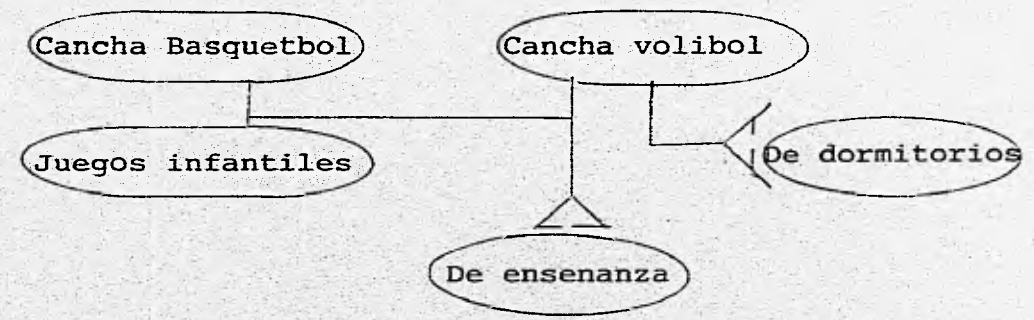 Cancha Basquetbol
Cancha volibol
Juegos infantiles
De dormitorios
De ensenanza